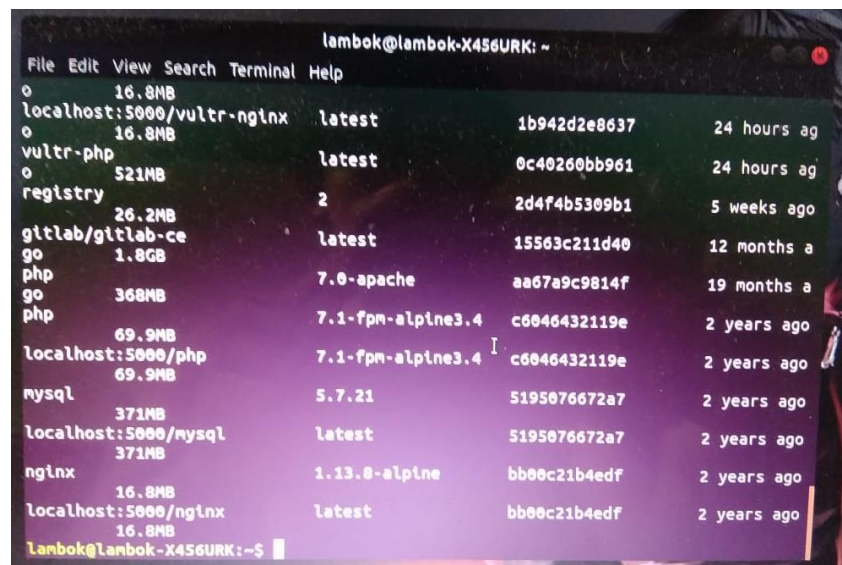 lambok@lambok-X456URK: ~
File Edit View Search Terminal Help
o 16.8MB
localhost:5000/vultr-nginx latest 1b942d2e8637 24 hours ag
o 16.8MB
vultr-php latest 0c40260bb961 24 hours ag
o 521MB
registry 2 2d4f4b5309b1 5 weeks ago
26.2MB
gitlab/gitlab-ce latest 15563c211d40 12 months a
go 1.8GB
php 7.0-apache aa67a9c9814f 19 months a
go 368MB
php 7.1-fpm-alpine3.4 c6046432119e 2 years ago
69.9MB
localhost:5000/php 7.1-fpm-alpine3.4 c6046432119e 2 years ago
69.9MB
mysql 5.7.21 5195076672a7 2 years ago
371MB
localhost:5000/mysql latest 5195076672a7 2 years ago
371MB
nginx 1.13.8-alpine bb00c21b4edf 2 years ago
16.8MB
localhost:5000/nginx latest bb00c21b4edf 2 years ago
16.8MB
lambok@lambok-X456URK:~$